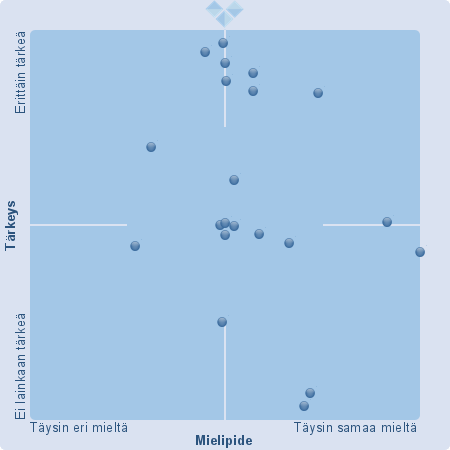 Erittäin tärkeä
Tärkeys
Ei lainkaan tärkeä
Täysin eri mieltä
Täysin samaa mieltä
Mielipide